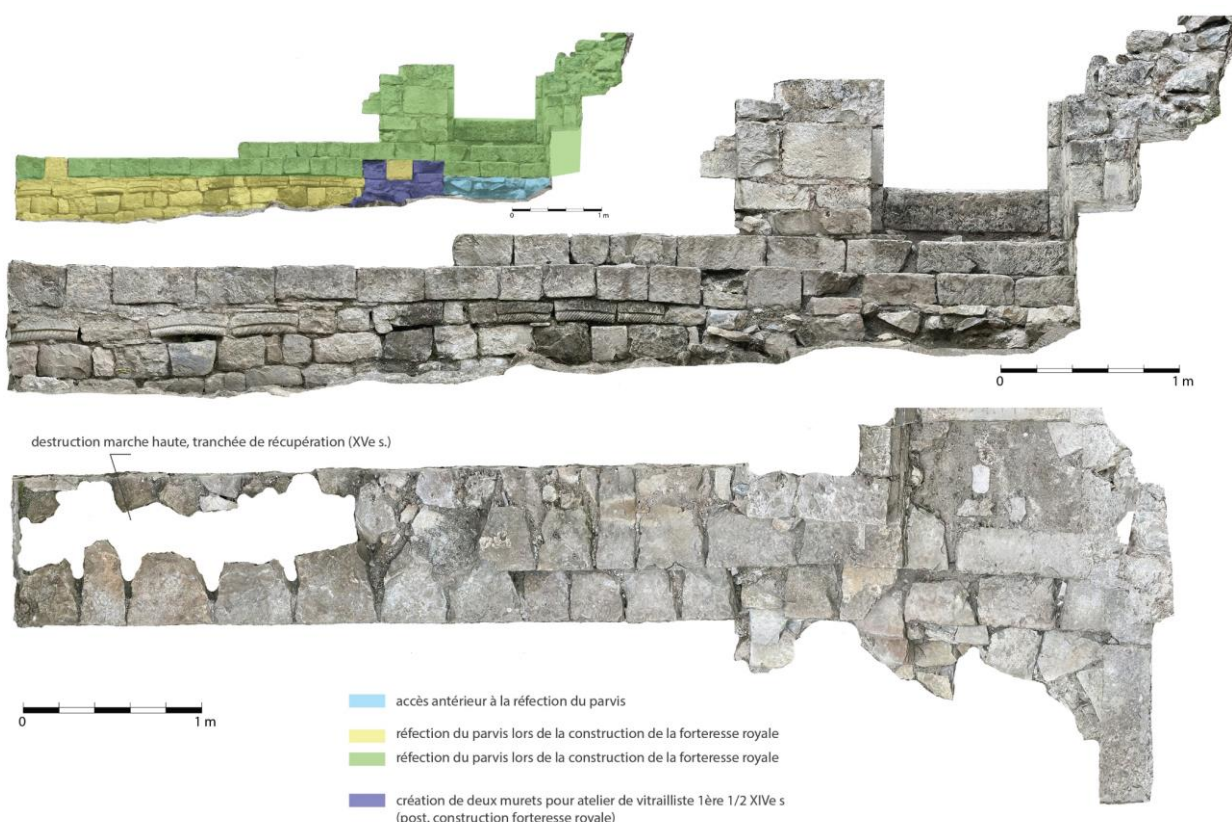 0 1 m
0 1 m
destruction marche haute, tranchée de récupération (XVe s.)
0 1 m
accès antérieur à la réfection du parvis
réfection du parvis lors de la construction de la forteresse royale
réfection du parvis lors de la construction de la forteresse royale
création de deux murets pour atelier de vitrailliste 1ère 1/2 XIVe s
(post. construction forteresse royale)